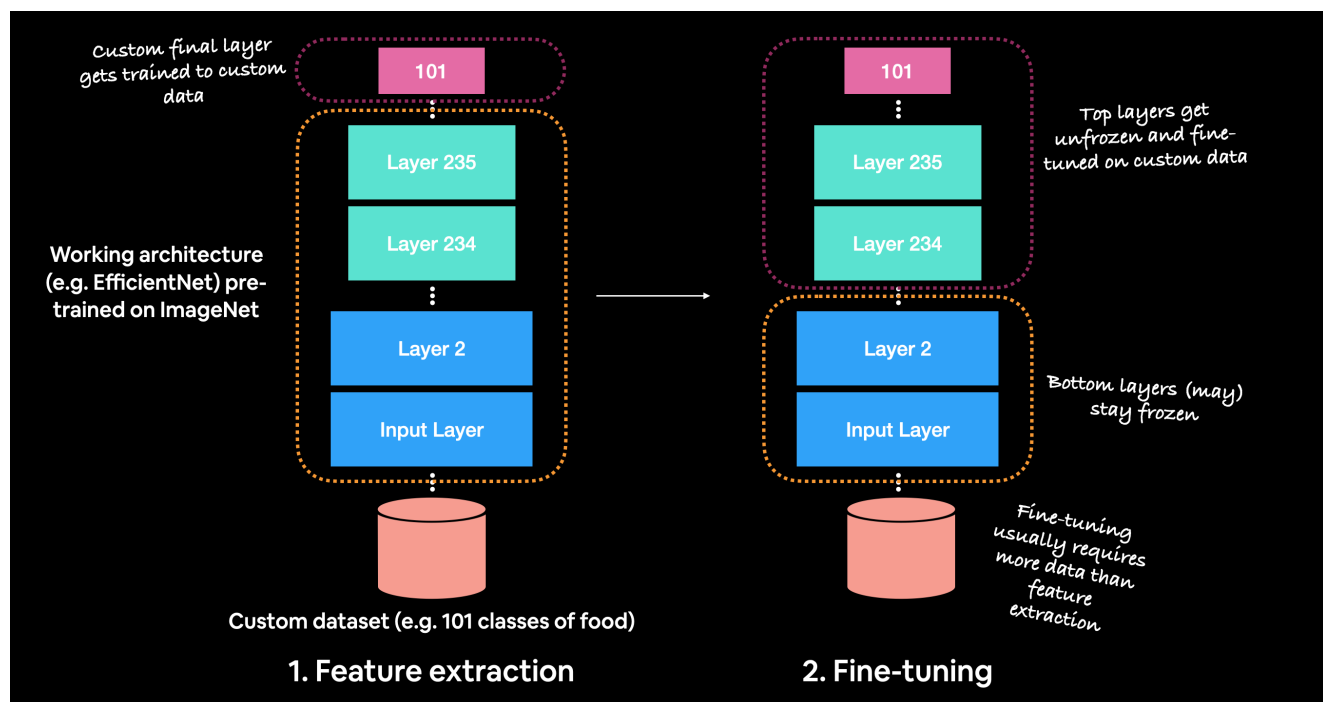 Custom final layer
gets trained to custom
data
101
Layer 235
Layer 234
Working architecture
(e.g. EfficientNet) pre-
trained on ImageNet
Layer 2
Input Layer
Custom dataset (e.g. 101 classes of food)
1. Feature extraction
101
Layer 235
Layer 234
Top layers get
unfrozen and fine-
tuned on custom data
Layer 2
Input Layer
Bottom layers (may)
stay frozen
Fine-tuning
usually requires
more data than
feature
extraction
2. Fine-tuning